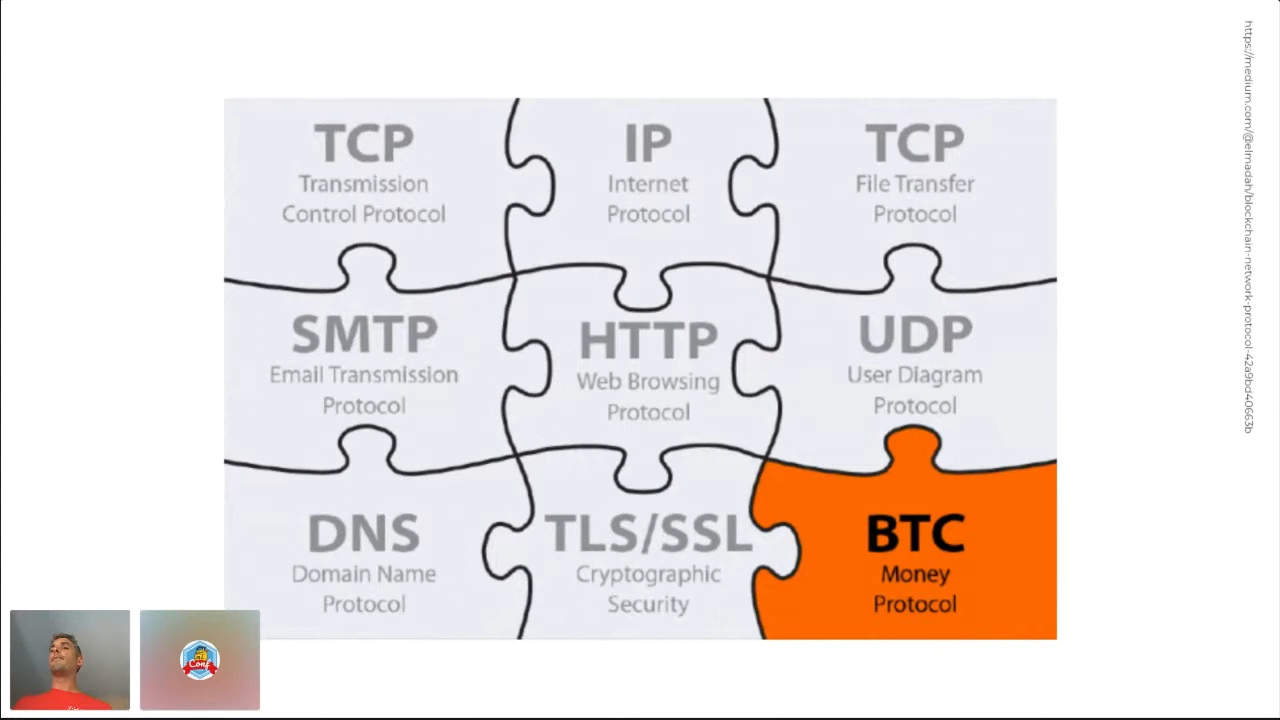 TCP
Transmission
Control Protocol
IP
Internet
Protocol
TCP
File Transfer
Protocol
SMTP
Email Transmission
Protocol
HTTP
Web Browsing
Protocol
UDP
User Diagram
Protocol
DNS
Domain Name
Protocol
TLS/SSL
Cryptographic
Security
BTC
Money
Protocol
https://medium.com/@elmadah/blockchain-network-protocol-42a9bd40663b
Conf